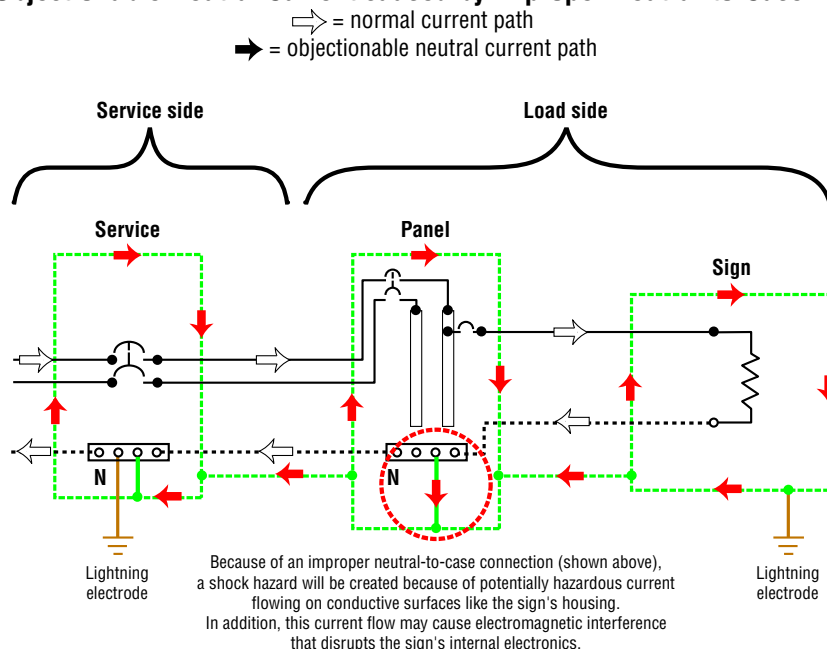 = normal current path
= objectionable neutral current path
Service side
Load side
Service
Panel
Sign
N
N
Lightning
electrode
Lightning
electrode
Because of an improper neutral-to-case connection (shown above),
a shock hazard will be created because of potentially hazardous current
flowing on conductive surfaces like the sign's housing.
In addition, this current flow may cause electromagnetic interference
that disrupts the sign's internal electronics.